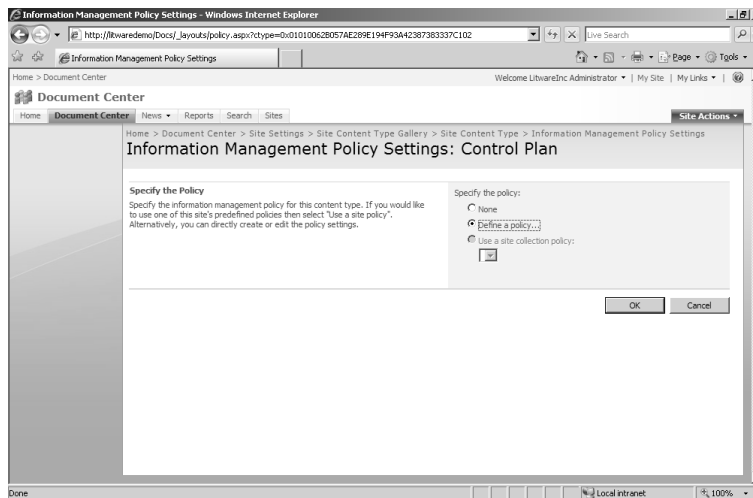 Information Management Policy Settings - Windows Internet Explorer
http://litwaredemo/Docs/_layouts/policy.aspx?ctype=0x01010062B057AE289E194F93A42387383337C102
Live Search
Information Management Policy Settings
Page
Tools
Home > Document Center
Welcome LitwareInc Administrator | My Site | My Links |
Document Center
Home Document Center News Reports Search Sites
Site Actions
Home > Document Center > Site Settings > Site Content Type Gallery > Site Content Type > Information Management Policy Settings
Information Management Policy Settings: Control Plan
Specify the Policy
Specify the information management policy for this content type. If you would like
to use one of this site's predefined policies then select "Use a site policy".
Alternatively, you can directly create or edit the policy settings.
Specify the policy:
None
Define a policy...
Use a site collection policy:
OK Cancel
Done
Local intranet
100%